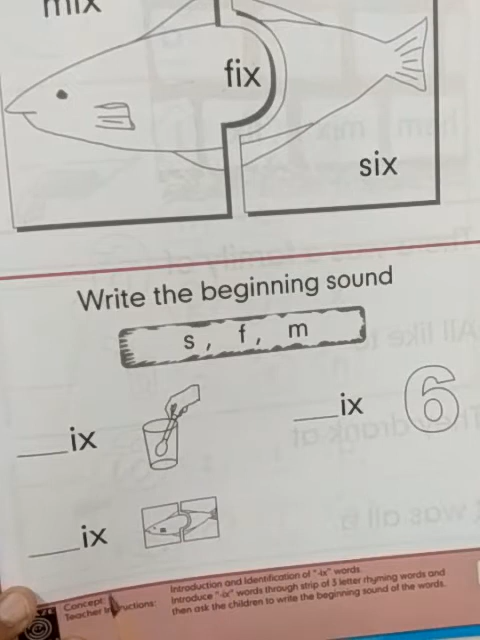 mix
fix
six
Write the beginning sound
s, f, m
__ix
__ix 6
__ix
Concept: Introduction and Identification of "-ix" words.
Teacher Instructions: Introduce "-ix" words through strip of 3 letter rhyming words and
then ask the children to write the beginning sound of the words.